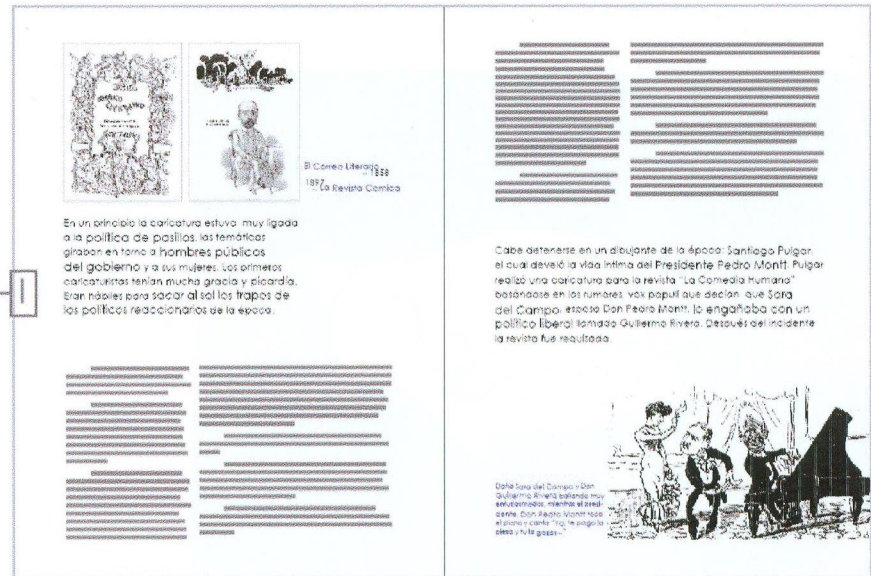 El Correo Literario
1858
1897
La Revista Comica
En un principio la caricatura estuvo muy ligada
a la política de pasillos, las temáticas
giraban en torno a hombres públicos
del gobierno y a sus mujeres. Los primeros
caricaturistas tenían mucha gracia y picardía.
Eran hábiles para sacar al sol los trapos de
los políticos reaccionarios de la época.
Cabe detenerse en un dibujante de la época: Santiago Pulgar,
el cual develó la vida íntima del Presidente Pedro Montt. Pulgar
realizó una caricatura para la revista "La Comedia Humana"
basándose en los rumores, vox populi que decían, que Sara
del Campo, esposa Don Pedro Montt, lo engañaba con un
político liberal llamado Guillermo Rivera. Después del incidente
la revista fue requisada.
Doña Sara del Campo y Don
Guillermo Rivera bailando muy
entusiasmados, mientras el presi-
dente, Don Pedro Montt toca
el piano y canta "Yo, te pago la
pieza y tu la gozas"